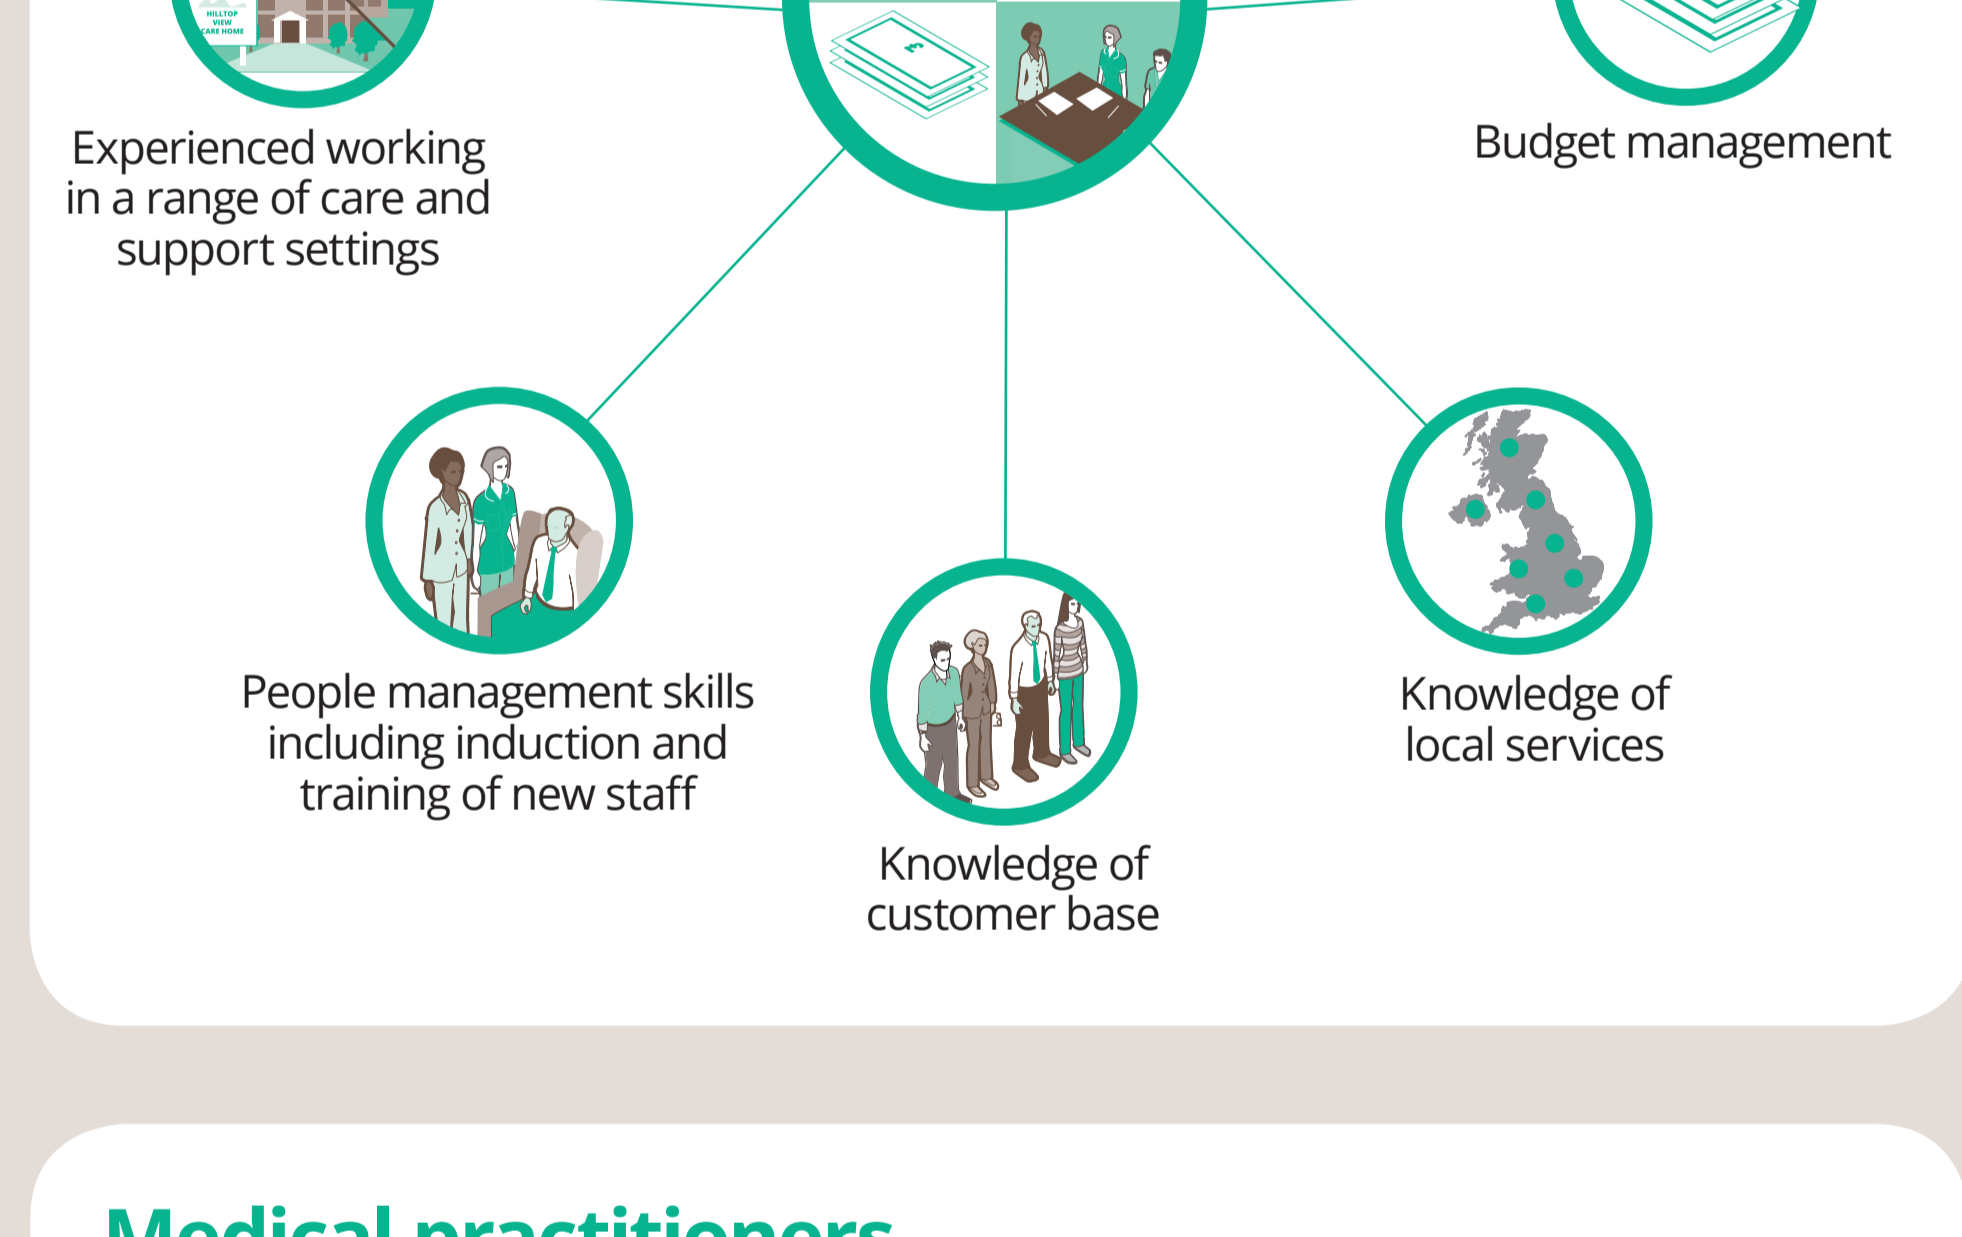 HILLTOP
VIEW
CARE HOME
£
Experienced working
in a range of care and
support settings
Budget management
People management skills
including induction and
training of new staff
Knowledge of
local services
Knowledge of
customer base
Medical practitioners